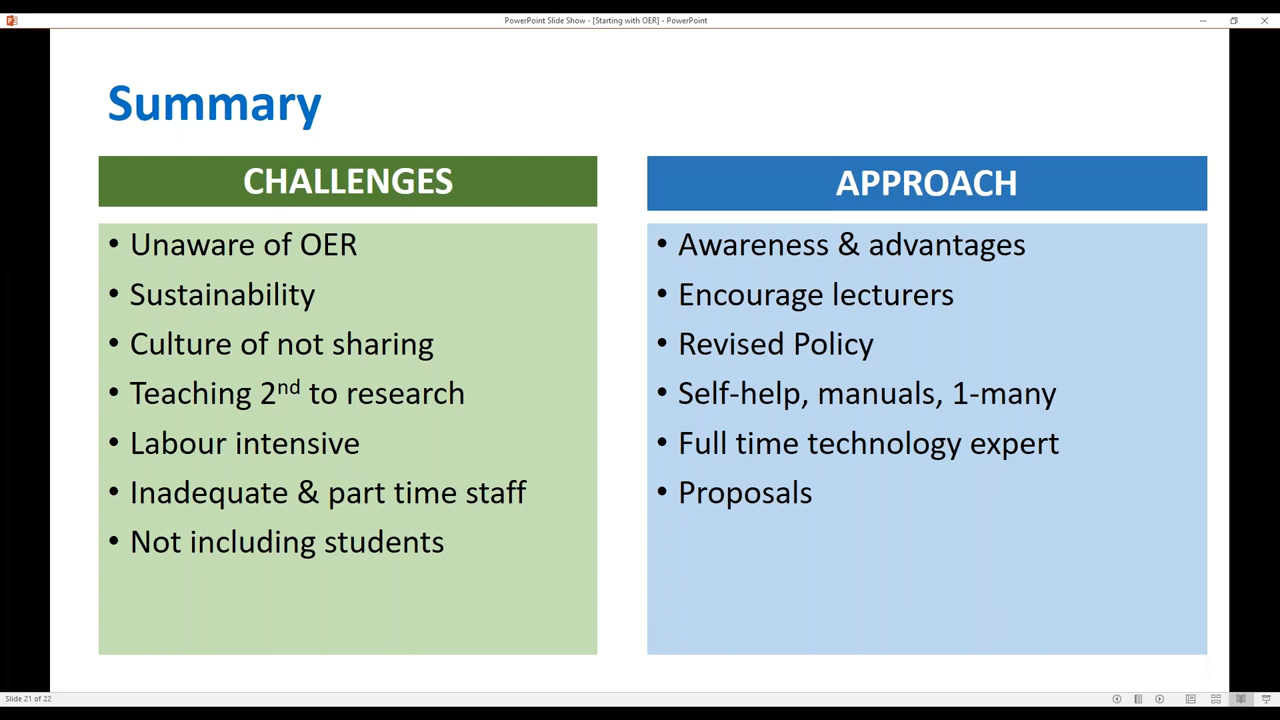 PowerPoint Slide Show - [Starting with OER] - PowerPoint
Summary
CHALLENGES
• Unaware of OER
• Sustainability
• Culture of not sharing
• Teaching 2nd to research
• Labour intensive
• Inadequate & part time staff
• Not including students
APPROACH
• Awareness & advantages
• Encourage lecturers
• Revised Policy
• Self-help, manuals, 1-many
• Full time technology expert
• Proposals
Slide 21 of 22